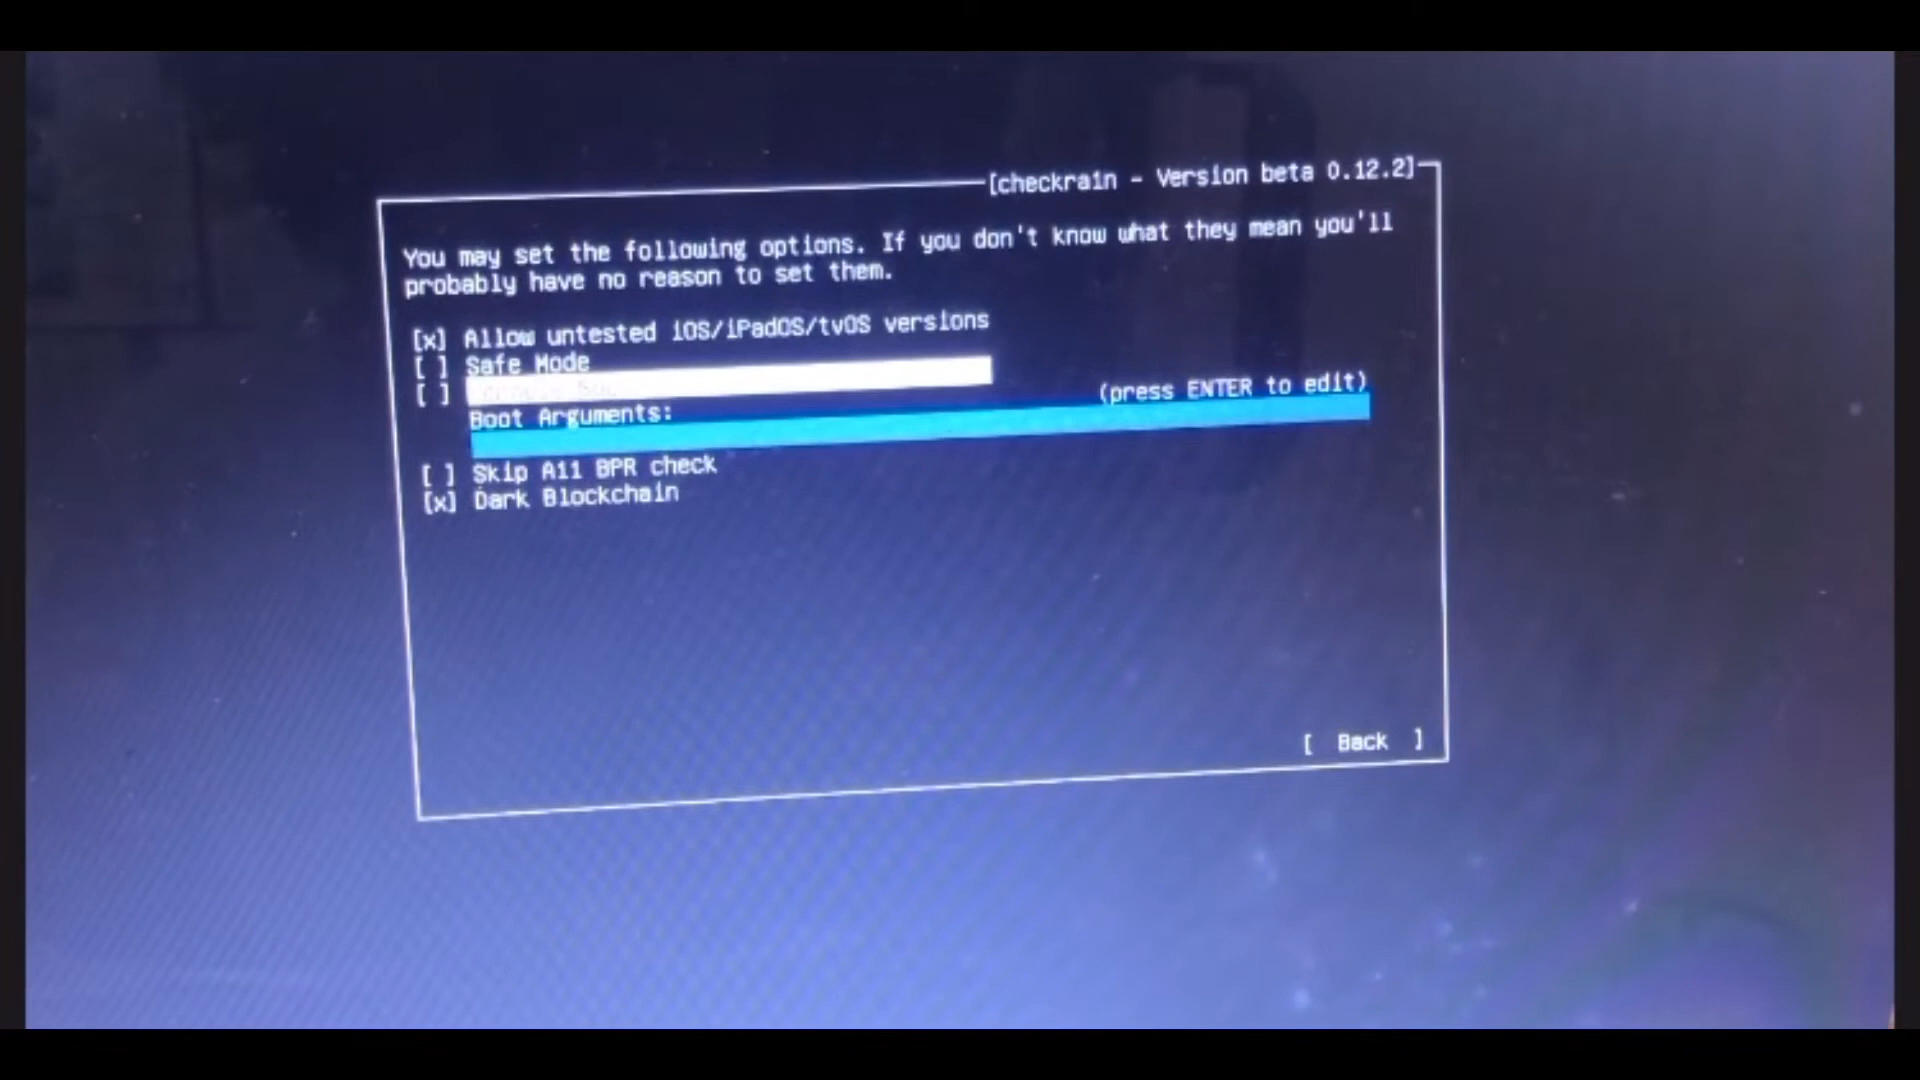 [checkra1n - Version beta 0.12.2]
You may set the following options. If you don't know what they mean you'll
probably have no reason to set them.
[x] Allow untested iOS/iPadOS/tvOS versions
[ ] Safe Mode
[ ]
Boot Arguments: (press ENTER to edit)
[ ] Skip A11 BPR check
[x] Dark Blockchain
[ Back ]